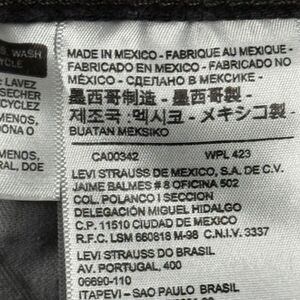 WASH
CYCLE
LAVEZ
SECHER
CYCLEZ
MENOS,
DONA O
MENOS,
RAL, DOE
MADE IN MEXICO - FABRIQUE AU MEXIQUE -
FABRICADO EN MEXICO - FABRICADO NO
MÉXICO - СДЕЛАНО В МЕКСИКЕ -
墨西哥制造 - 墨西哥製 -
제조국 :멕시코 - メキシコ製 -
BUATAN MEKSIKO
CA00342 WPL 423
LEVI STRAUSS DE MEXICO, S.A. DE C.V.
JAIME BALMES # 8 OFICINA 502
COL. POLANCO I SECCION
DELEGACIÓN MIGUEL HIDALGO
C.P. 11510 CIUDAD DE MEXICO
R.F.C. LSM 660818 M-98 C.N.I.V. 3337
LEVI STRAUSS DO BRASIL
AV. PORTUGAL, 400
06690-110
ITAPEVI – SAO PAULO BRASIL